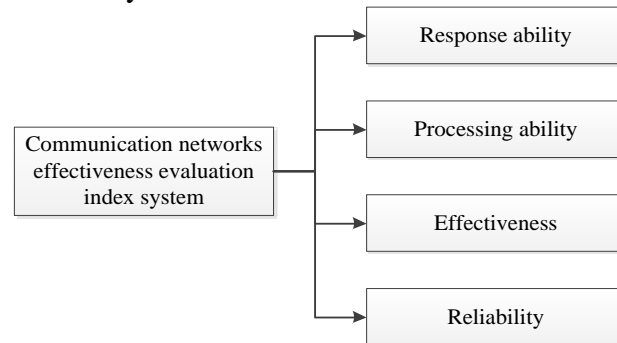 Response ability
Processing ability
Communication networks
effectiveness evaluation
index system
Effectiveness
Reliability